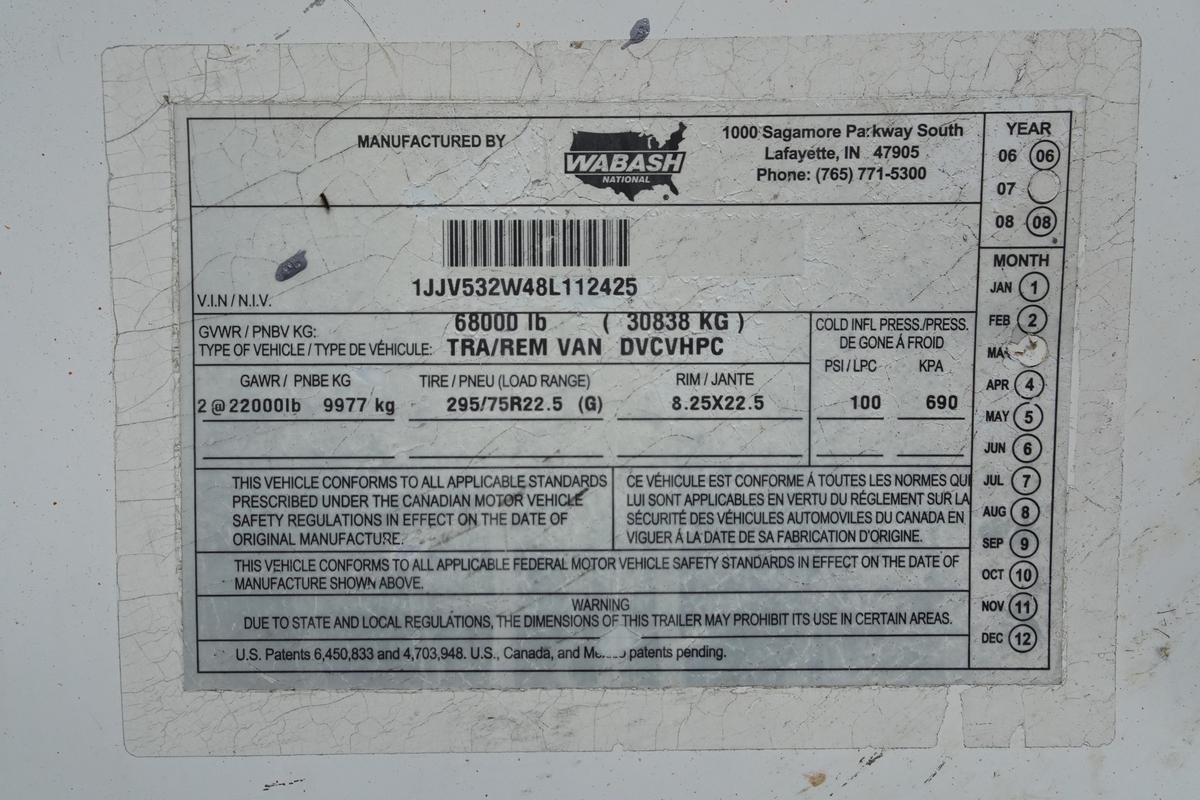 MANUFACTURED BY
WABASH
NATIONAL
®
1000 Sagamore Parkway South
Lafayette, IN 47905
Phone: (765) 771-5300
YEAR
06 06
07
08 08
1JJV532W48L112425
V.I.N / N.I.V.
GVWR / PNBV KG: 68000 lb ( 30838 KG )
TYPE OF VEHICLE / TYPE DE VÉHICULE: TRA/REM VAN DVCVHPC
COLD INFL PRESS./PRESS.
DE GONE Á FROID
PSI / LPC KPA
GAWR / PNBE KG TIRE / PNEU (LOAD RANGE) RIM / JANTE
2 @ 22000lb 9977 kg 295/75R22.5 (G) 8.25X22.5 100 690
THIS VEHICLE CONFORMS TO ALL APPLICABLE STANDARDS
PRESCRIBED UNDER THE CANADIAN MOTOR VEHICLE
SAFETY REGULATIONS IN EFFECT ON THE DATE OF
ORIGINAL MANUFACTURE.
CE VÉHICULE EST CONFORME Á TOUTES LES NORMES QUI
LUI SONT APPLICABLES EN VERTU DU RÉGLEMENT SUR LA
SÉCURITÉ DES VÉHICULES AUTOMOVILES DU CANADA EN
VIGUER Á LA DATE DE SA FABRICATION D'ORIGINE.
THIS VEHICLE CONFORMS TO ALL APPLICABLE FEDERAL MOTOR VEHICLE SAFETY STANDARDS IN EFFECT ON THE DATE OF
MANUFACTURE SHOWN ABOVE.
WARNING
DUE TO STATE AND LOCAL REGULATIONS, THE DIMENSIONS OF THIS TRAILER MAY PROHIBIT ITS USE IN CERTAIN AREAS.
U.S. Patents 6,450,833 and 4,703,948. U.S., Canada, and patents pending.
MONTH
JAN 1
FEB 2
APR 4
MAY 5
JUN 6
JUL 7
AUG 8
SEP 9
OCT 10
NOV 11
DEC 12